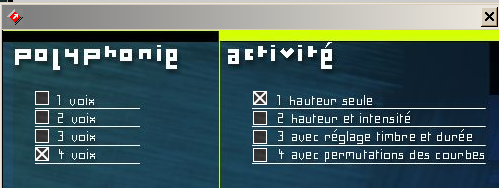 polyphonie
1 voix
2 voix
3 voix
4 voix
activité
1 hauteur seule
2 hauteur et intensité
3 avec réglage timbre et durée
4 avec permutations des courbes